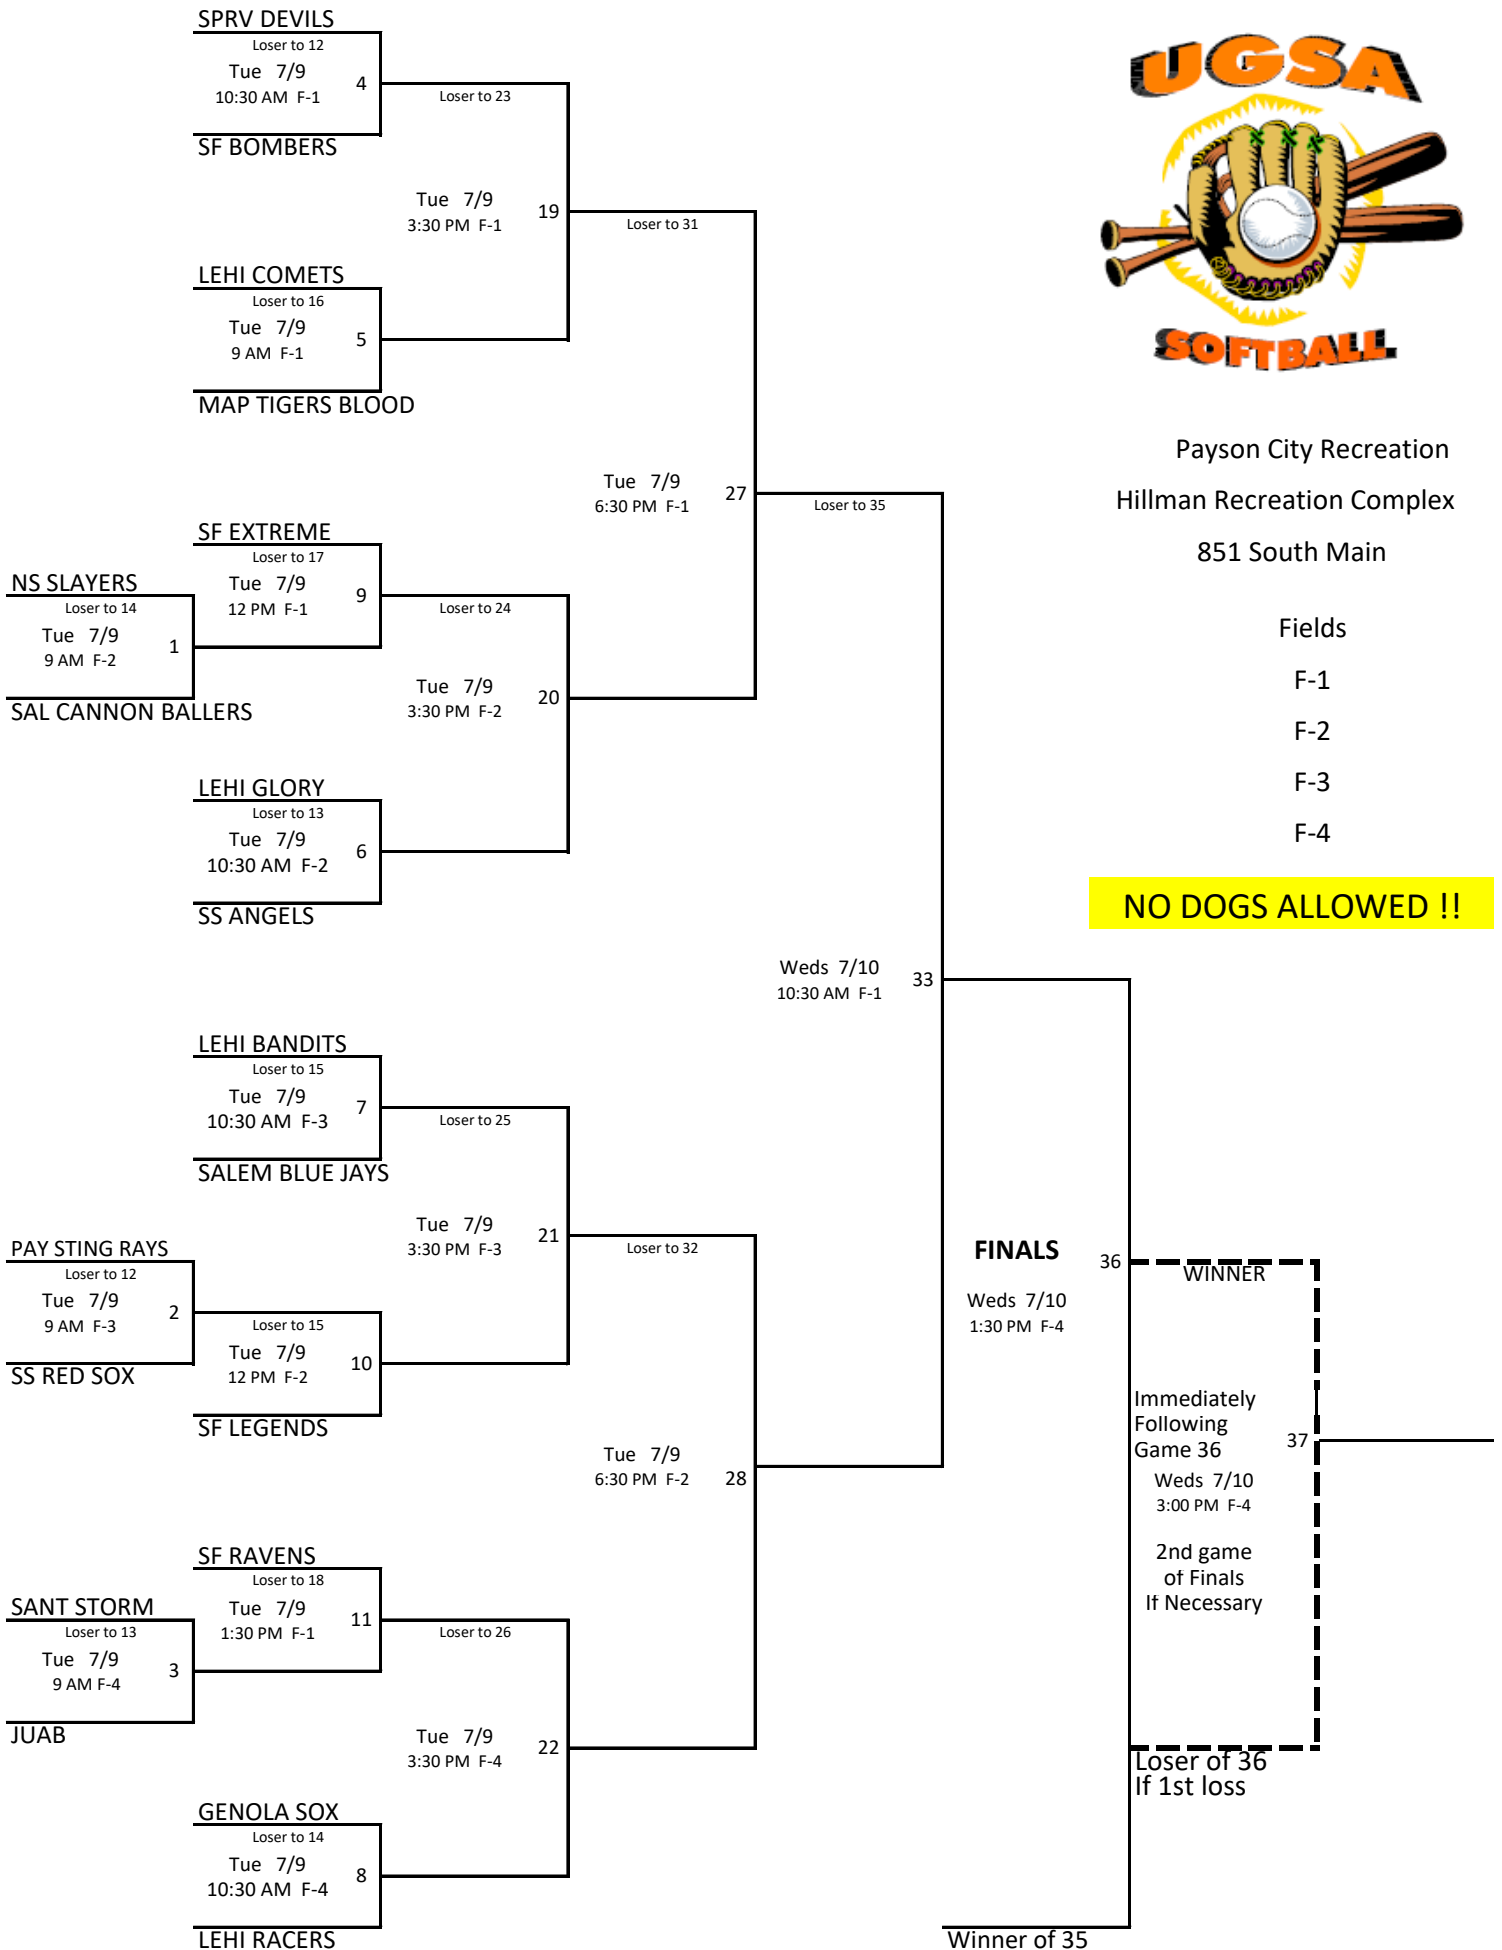 SPRV DEVILS
Loser to 12
Tue 7/9
10:30 AM F-1
4
Loser to 23
SF BOMBERS
Tue 7/9
3:30 PM F-1
19
Loser to 31
LEHI COMETS
Loser to 16
Tue 7/9
9 AM F-1
5
MAP TIGERS BLOOD
Tue 7/9
6:30 PM F-1
27
Loser to 35
SF EXTREME
Loser to 17
Tue 7/9
12 PM F-1
9
Loser to 24
NS SLAYERS
Loser to 14
Tue 7/9
9 AM F-2
1
SAL CANNON BALLERS
Tue 7/9
3:30 PM F-2
20
LEHI GLORY
Loser to 13
Tue 7/9
10:30 AM F-2
6
SS ANGELS
Weds 7/10
10:30 AM F-1
33
LEHI BANDITS
Loser to 15
Tue 7/9
10:30 AM F-3
7
Loser to 25
SALEM BLUE JAYS
Tue 7/9
3:30 PM F-3
21
Loser to 32
PAY STING RAYS
Loser to 12
Tue 7/9
9 AM F-3
2
SS RED SOX
Loser to 15
Tue 7/9
12 PM F-2
10
SF LEGENDS
Tue 7/9
6:30 PM F-2
28
SF RAVENS
Loser to 18
Tue 7/9
1:30 PM F-1
11
Loser to 26
SANT STORM
Loser to 13
Tue 7/9
9 AM F-4
3
JUAB
Tue 7/9
3:30 PM F-4
22
GENOLA SOX
Loser to 14
Tue 7/9
10:30 AM F-4
8
LEHI RACERS
UGSA
SOFTBALL
Payson City Recreation
Hillman Recreation Complex
851 South Main
Fields
F-1
F-2
F-3
F-4
NO DOGS ALLOWED !!
FINALS
Weds 7/10
1:30 PM F-4
36
WINNER
Immediately
Following
Game 36
Weds 7/10
3:00 PM F-4
2nd game
of Finals
If Necessary
37
Loser of 36
If 1st loss
Winner of 35